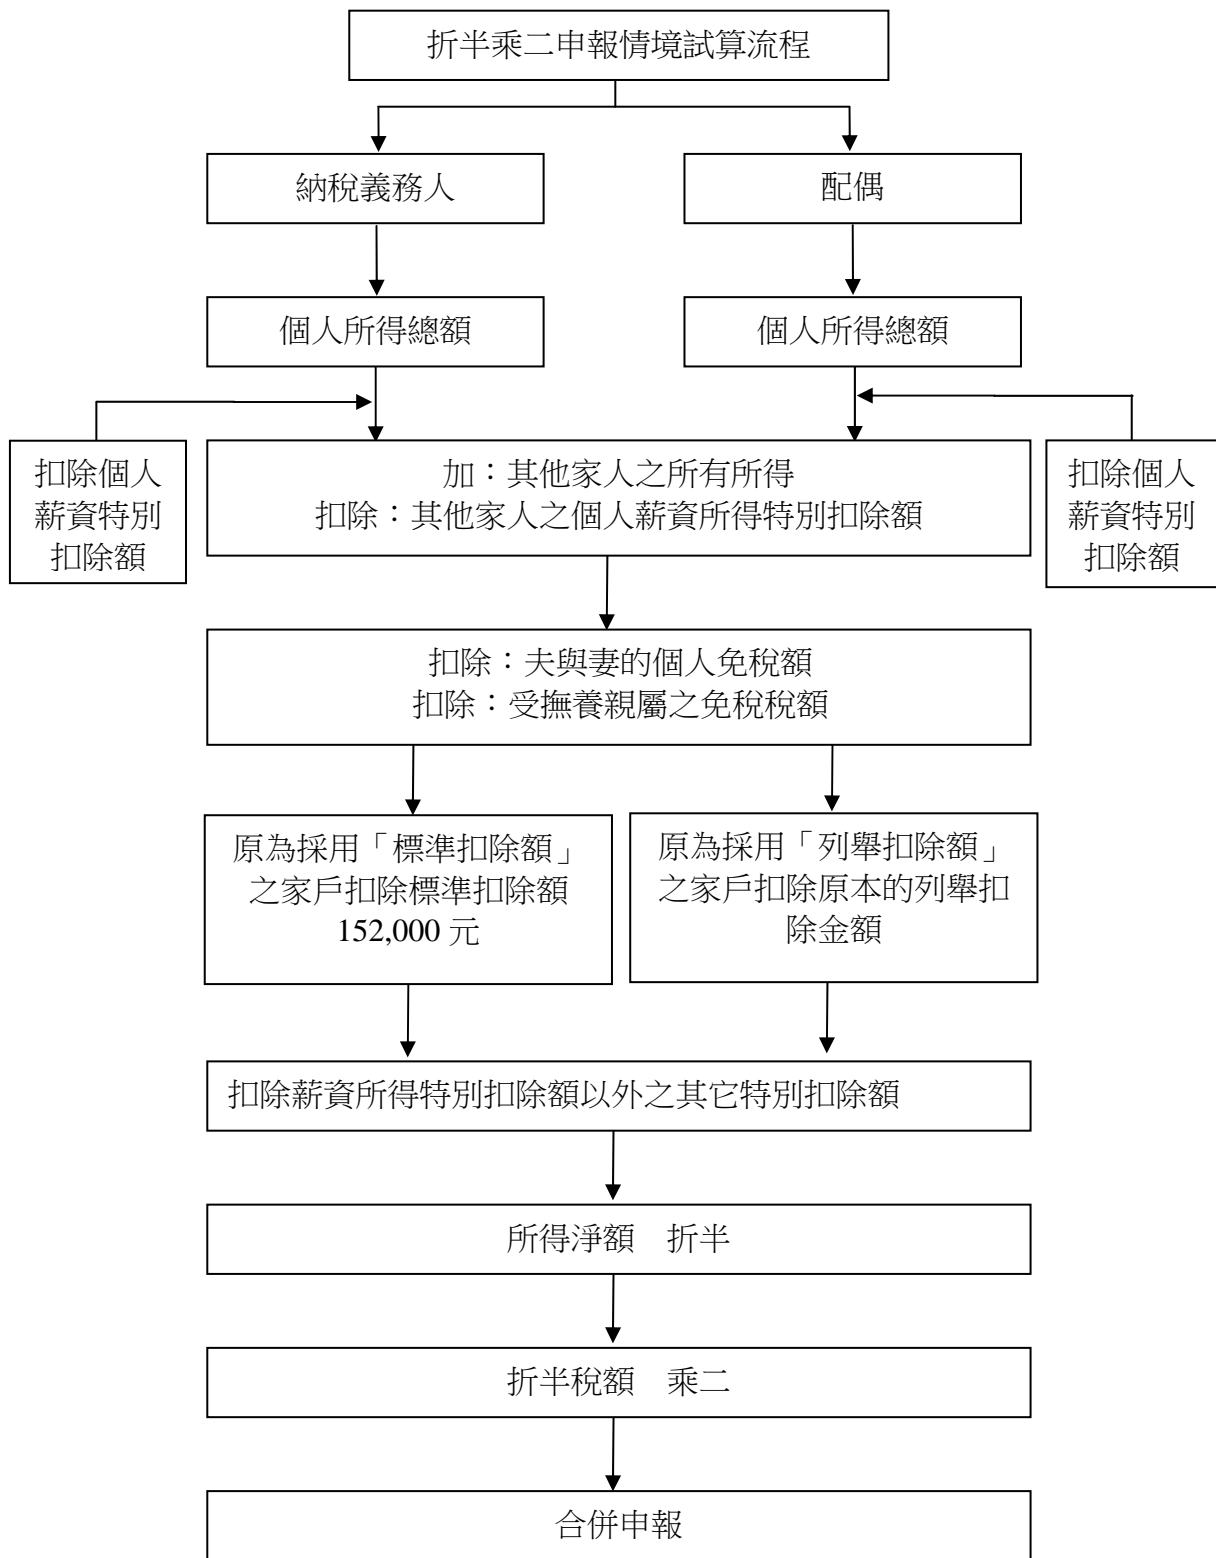 折半乘二申報情境試算流程
納稅義務人
配偶
個人所得總額
個人所得總額
扣除個人
薪資特別
扣除額
加：其他家人之所有所得
扣除：其他家人之個人薪資所得特別扣除額
扣除個人
薪資特別
扣除額
扣除：夫與妻的個人免稅額
扣除：受撫養親屬之免稅稅額
原為採用「標準扣除額」
之家戶扣除標準扣除額
152,000 元
原為採用「列舉扣除額」
之家戶扣除原本的列舉扣
除金額
扣除薪資所得特別扣除額以外之其它特別扣除額
所得淨額　折半
折半稅額　乘二
合併申報